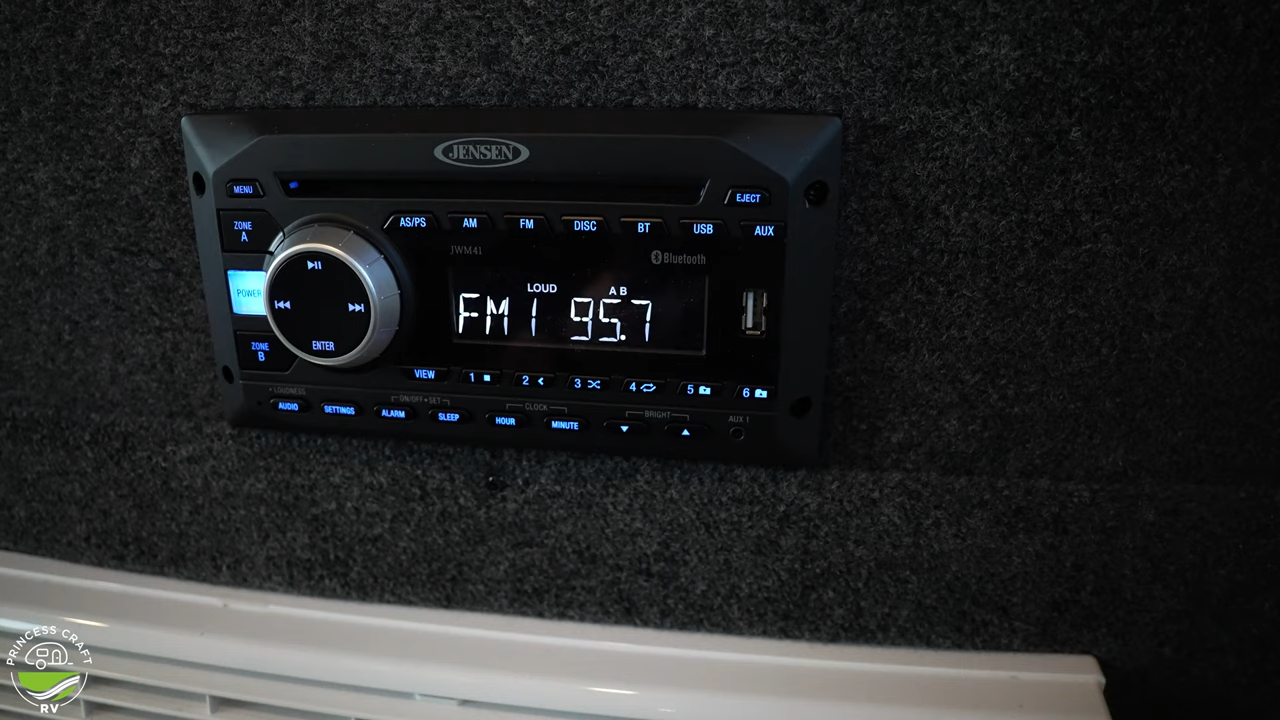 JENSEN
MENU
EJECT
ZONE A
AS/PS AM FM DISC BT USB AUX
JWM41
Bluetooth
POWER
LOUD A B
FM1 95.7
ENTER
ZONE B
VIEW 1 2 3 4 5 6
LOUDNESS ON/OFF • SET CLOCK BRIGHT AUX 1
AUDIO SETTINGS ALARM SLEEP HOUR MINUTE
PRINCESS CRAFT
RV